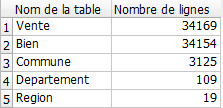 Nom de la table Nombre de lignes
1 Vente 34169
2 Bien 34154
3 Commune 3125
4 Departement 109
5 Region 19